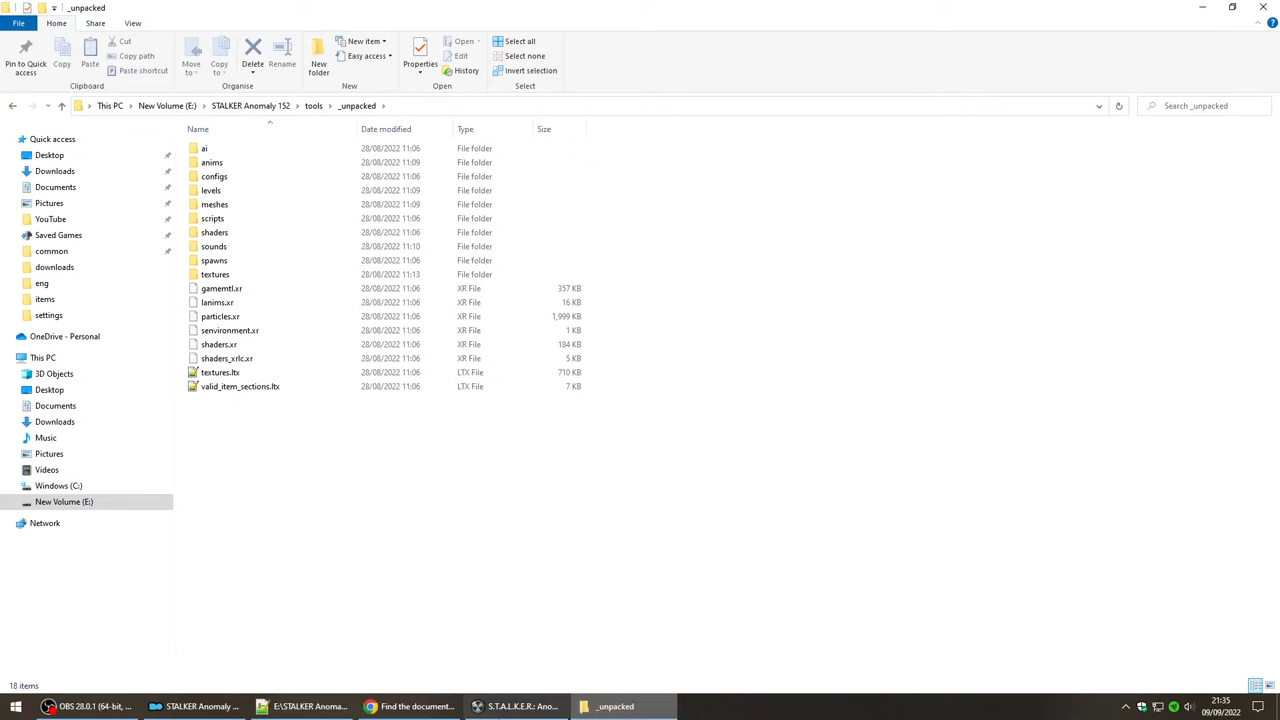 _unpacked
File
Home
Share
View
Pin to Quick access
Copy
Paste
Cut
Copy path
Paste shortcut
Move to
Copy to
Delete
Rename
New folder
New item
Easy access
Properties
Open
Edit
History
Select all
Select none
Invert selection
Clipboard
Organise
New
Open
Select
This PC
New Volume (E:)
STALKER Anomaly 152
tools
_unpacked
Search _unpacked
Name
Date modified
Type
Size
Quick access
Desktop
Downloads
Documents
Pictures
YouTube
Saved Games
common
downloads
eng
items
settings
OneDrive - Personal
This PC
3D Objects
Desktop
Documents
Downloads
Music
Pictures
Videos
Windows (C:)
New Volume (E:)
Network
ai 28/08/2022 11:06 File folder
anims 28/08/2022 11:09 File folder
configs 28/08/2022 11:06 File folder
levels 28/08/2022 11:09 File folder
meshes 28/08/2022 11:09 File folder
scripts 28/08/2022 11:06 File folder
shaders 28/08/2022 11:06 File folder
sounds 28/08/2022 11:10 File folder
spawns 28/08/2022 11:06 File folder
textures 28/08/2022 11:13 File folder
gamemtl.xr 28/08/2022 11:06 XR File 357 KB
lanims.xr 28/08/2022 11:06 XR File 16 KB
particles.xr 28/08/2022 11:06 XR File 1,999 KB
senvironment.xr 28/08/2022 11:06 XR File 1 KB
shaders.xr 28/08/2022 11:06 XR File 184 KB
shaders_xrlc.xr 28/08/2022 11:06 XR File 5 KB
textures.ltx 28/08/2022 11:06 LTX File 710 KB
valid_item_sections.ltx 28/08/2022 11:06 LTX File 7 KB
18 items
OBS 28.0.1 (64-bit, ...
STALKER Anomaly ...
E:\STALKER Anoma...
Find the document...
S.T.A.L.K.E.R.: Ano...
_unpacked
21:35
09/09/2022